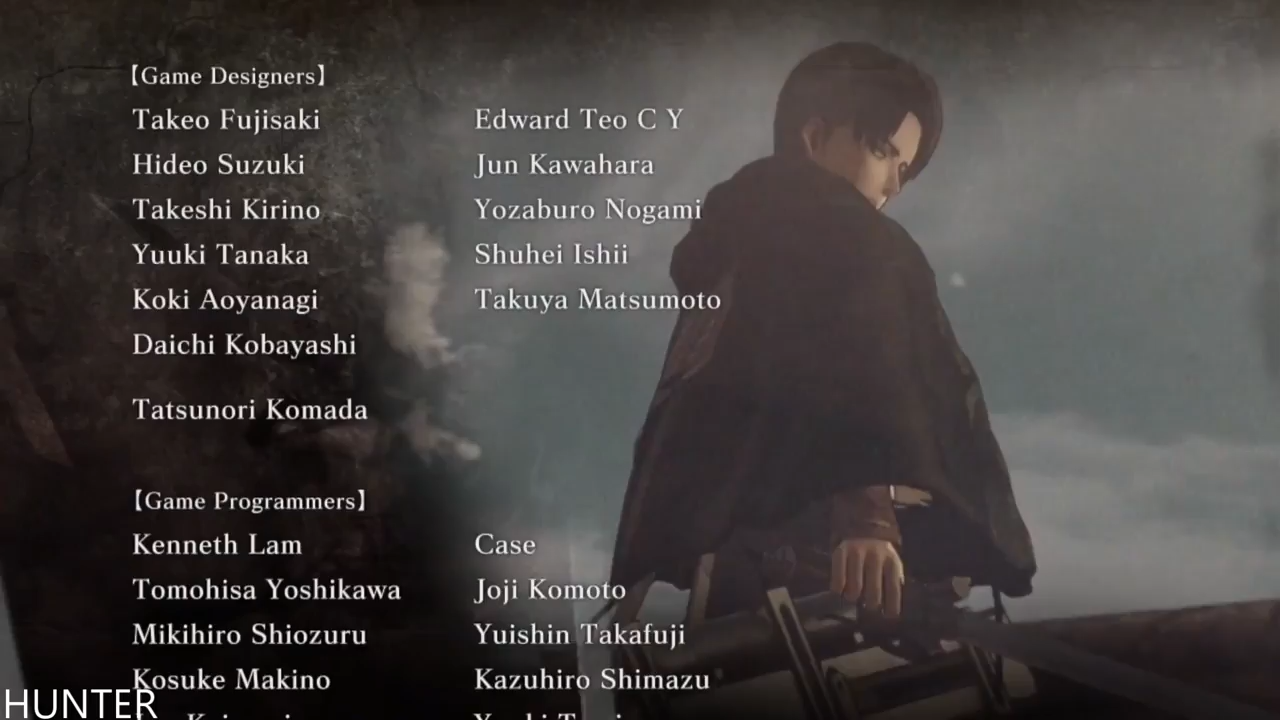 【Game Designers】
Takeo Fujisaki Edward Teo C Y
Hideo Suzuki Jun Kawahara
Takeshi Kirino Yozaburo Nogami
Yuuki Tanaka Shuhei Ishii
Koki Aoyanagi Takuya Matsumoto
Daichi Kobayashi
Tatsunori Komada
【Game Programmers】
Kenneth Lam Case
Tomohisa Yoshikawa Joji Komoto
Mikihiro Shiozuru Yuishin Takafuji
Kosuke Makino Kazuhiro Shimazu
HUNTER